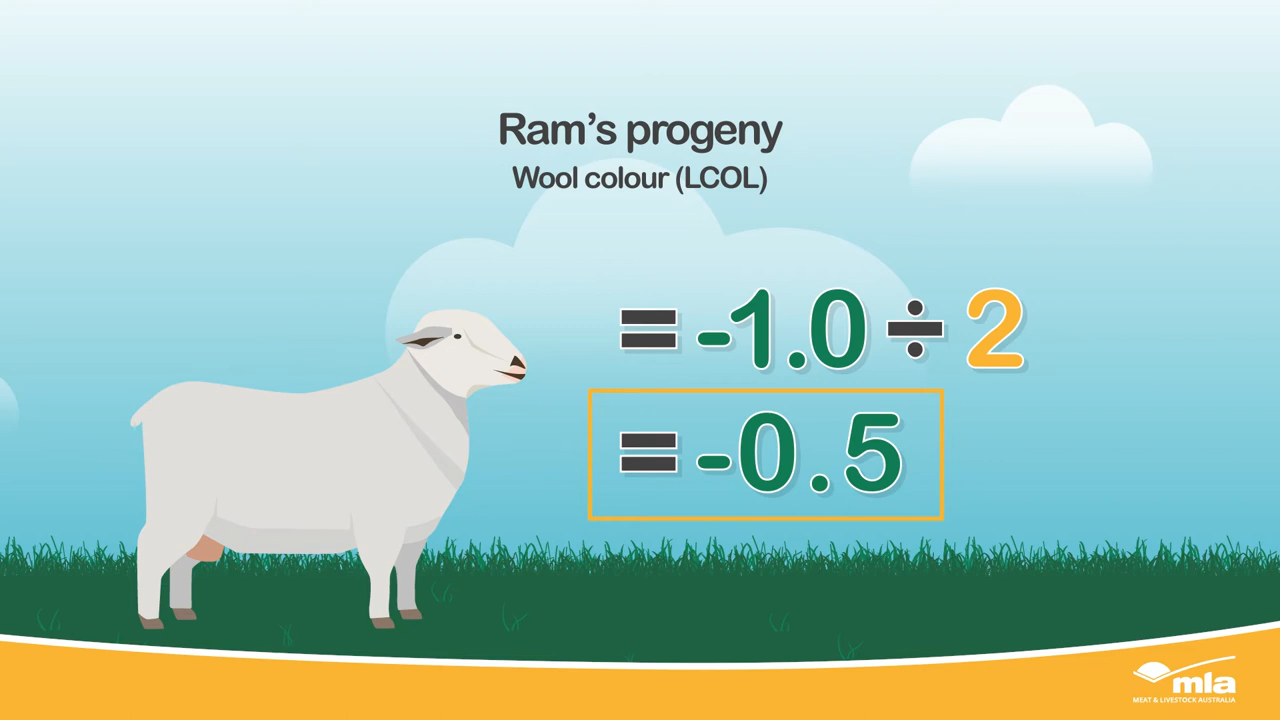 Ram's progeny
Wool colour (LCOL)
= -1.0 ÷ 2
= -0.5
mla
MEAT & LIVESTOCK AUSTRALIA